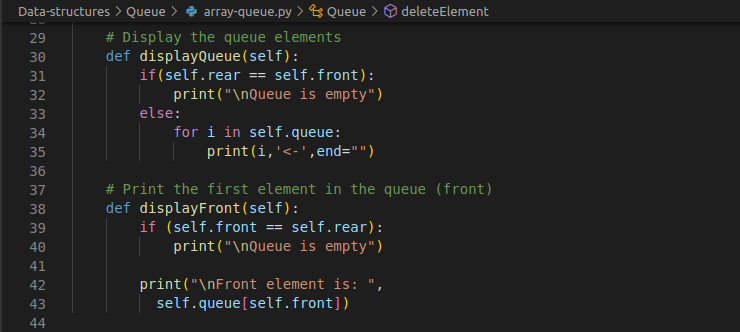 Data-structures > Queue > array-queue.py > Queue > deleteElement
29 # Display the queue elements
30 def displayQueue(self):
31 if(self.rear == self.front):
32 print("\nQueue is empty")
33 else:
34 for i in self.queue:
35 print(i,'<-',end="")
36
37 # Print the first element in the queue (front)
38 def displayFront(self):
39 if (self.front == self.rear):
40 print("\nQueue is empty")
41
42 print("\nFront element is: ",
43 self.queue[self.front])
44